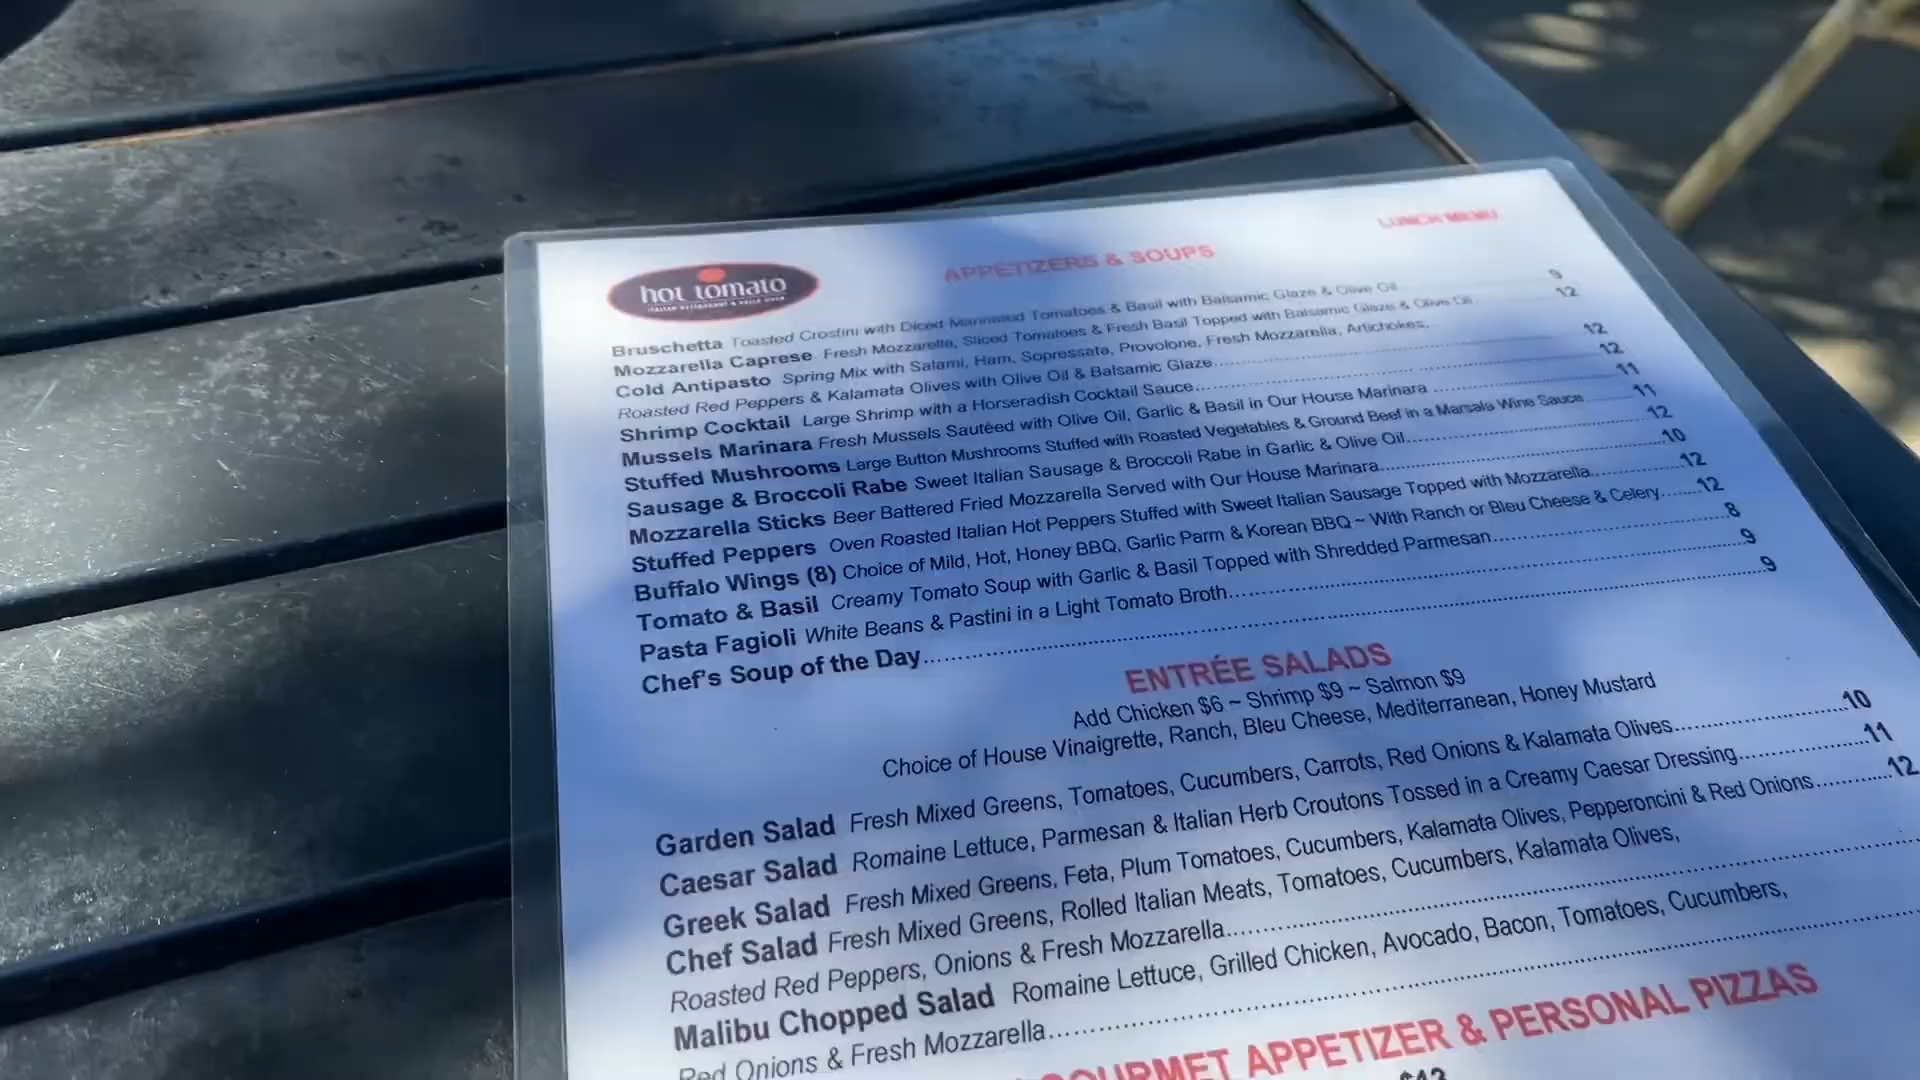 hot tomato
LUNCH MENU
APPETIZERS & SOUPS
Bruschetta Toasted Crostini with Diced Marinated Tomatoes & Basil with Balsamic Glaze & Olive Oil 9
Mozzarella Caprese Fresh Mozzarella, Sliced Tomatoes & Fresh Basil Topped with Balsamic Glaze & Olive Oil 12
Cold Antipasto Spring Mix with Salami, Ham, Sopressata, Provolone, Fresh Mozzarella, Artichokes,
Roasted Red Peppers & Kalamata Olives with Olive Oil & Balsamic Glaze 12
Shrimp Cocktail Large Shrimp with a Horseradish Cocktail Sauce 12
Mussels Marinara Fresh Mussels Sautéed with Olive Oil, Garlic & Basil in Our House Marinara 11
Stuffed Mushrooms Large Button Mushrooms Stuffed with Roasted Vegetables & Ground Beef in a Marsala Wine Sauce 11
Sausage & Broccoli Rabe Sweet Italian Sausage & Broccoli Rabe in Garlic & Olive Oil 12
Mozzarella Sticks Beer Battered Fried Mozzarella Served with Our House Marinara 10
Stuffed Peppers Oven Roasted Italian Hot Peppers Stuffed with Sweet Italian Sausage Topped with Mozzarella 12
Buffalo Wings (8) Choice of Mild, Hot, Honey BBQ, Garlic Parm & Korean BBQ ~ With Ranch or Bleu Cheese & Celery 12
Tomato & Basil Creamy Tomato Soup with Garlic & Basil Topped with Shredded Parmesan 8
Pasta Fagioli White Beans & Pastini in a Light Tomato Broth 9
Chef's Soup of the Day 9
ENTRÉE SALADS
Add Chicken $6 ~ Shrimp $9 ~ Salmon $9
Choice of House Vinaigrette, Ranch, Bleu Cheese, Mediterranean, Honey Mustard
Garden Salad Fresh Mixed Greens, Tomatoes, Cucumbers, Carrots, Red Onions & Kalamata Olives 10
Caesar Salad Romaine Lettuce, Parmesan & Italian Herb Croutons Tossed in a Creamy Caesar Dressing 11
Greek Salad Fresh Mixed Greens, Feta, Plum Tomatoes, Cucumbers, Kalamata Olives, Pepperoncini & Red Onions 12
Chef Salad Fresh Mixed Greens, Rolled Italian Meats, Tomatoes, Cucumbers, Kalamata Olives,
Roasted Red Peppers, Onions & Fresh Mozzarella
Malibu Chopped Salad Romaine Lettuce, Grilled Chicken, Avocado, Bacon, Tomatoes, Cucumbers,
Red Onions & Fresh Mozzarella
GOURMET APPETIZER & PERSONAL PIZZAS